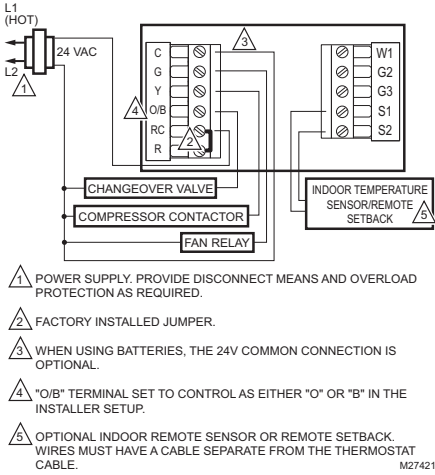 L1
(HOT)
24 VAC
L2
1
C
G
Y
O/B
RC
R
4
2
3
W1
G2
G3
S1
S2
CHANGEOVER VALVE
COMPRESSOR CONTACTOR
FAN RELAY
INDOOR TEMPERATURE
SENSOR/REMOTE
SETBACK
5
1 POWER SUPPLY. PROVIDE DISCONNECT MEANS AND OVERLOAD
PROTECTION AS REQUIRED.
2 FACTORY INSTALLED JUMPER.
3 WHEN USING BATTERIES, THE 24V COMMON CONNECTION IS
OPTIONAL.
4 "O/B" TERMINAL SET TO CONTROL AS EITHER "O" OR "B" IN THE
INSTALLER SETUP.
5 OPTIONAL INDOOR REMOTE SENSOR OR REMOTE SETBACK.
WIRES MUST HAVE A CABLE SEPARATE FROM THE THERMOSTAT
CABLE.
M27421